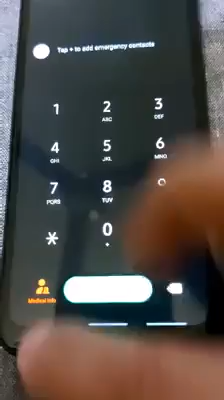 Tap + to add emergency contacts
1 2 3
ABC DEF
4 5 6
GHI JKL MNO
7 8 9
PQRS TUV
* 0
+
Medical info